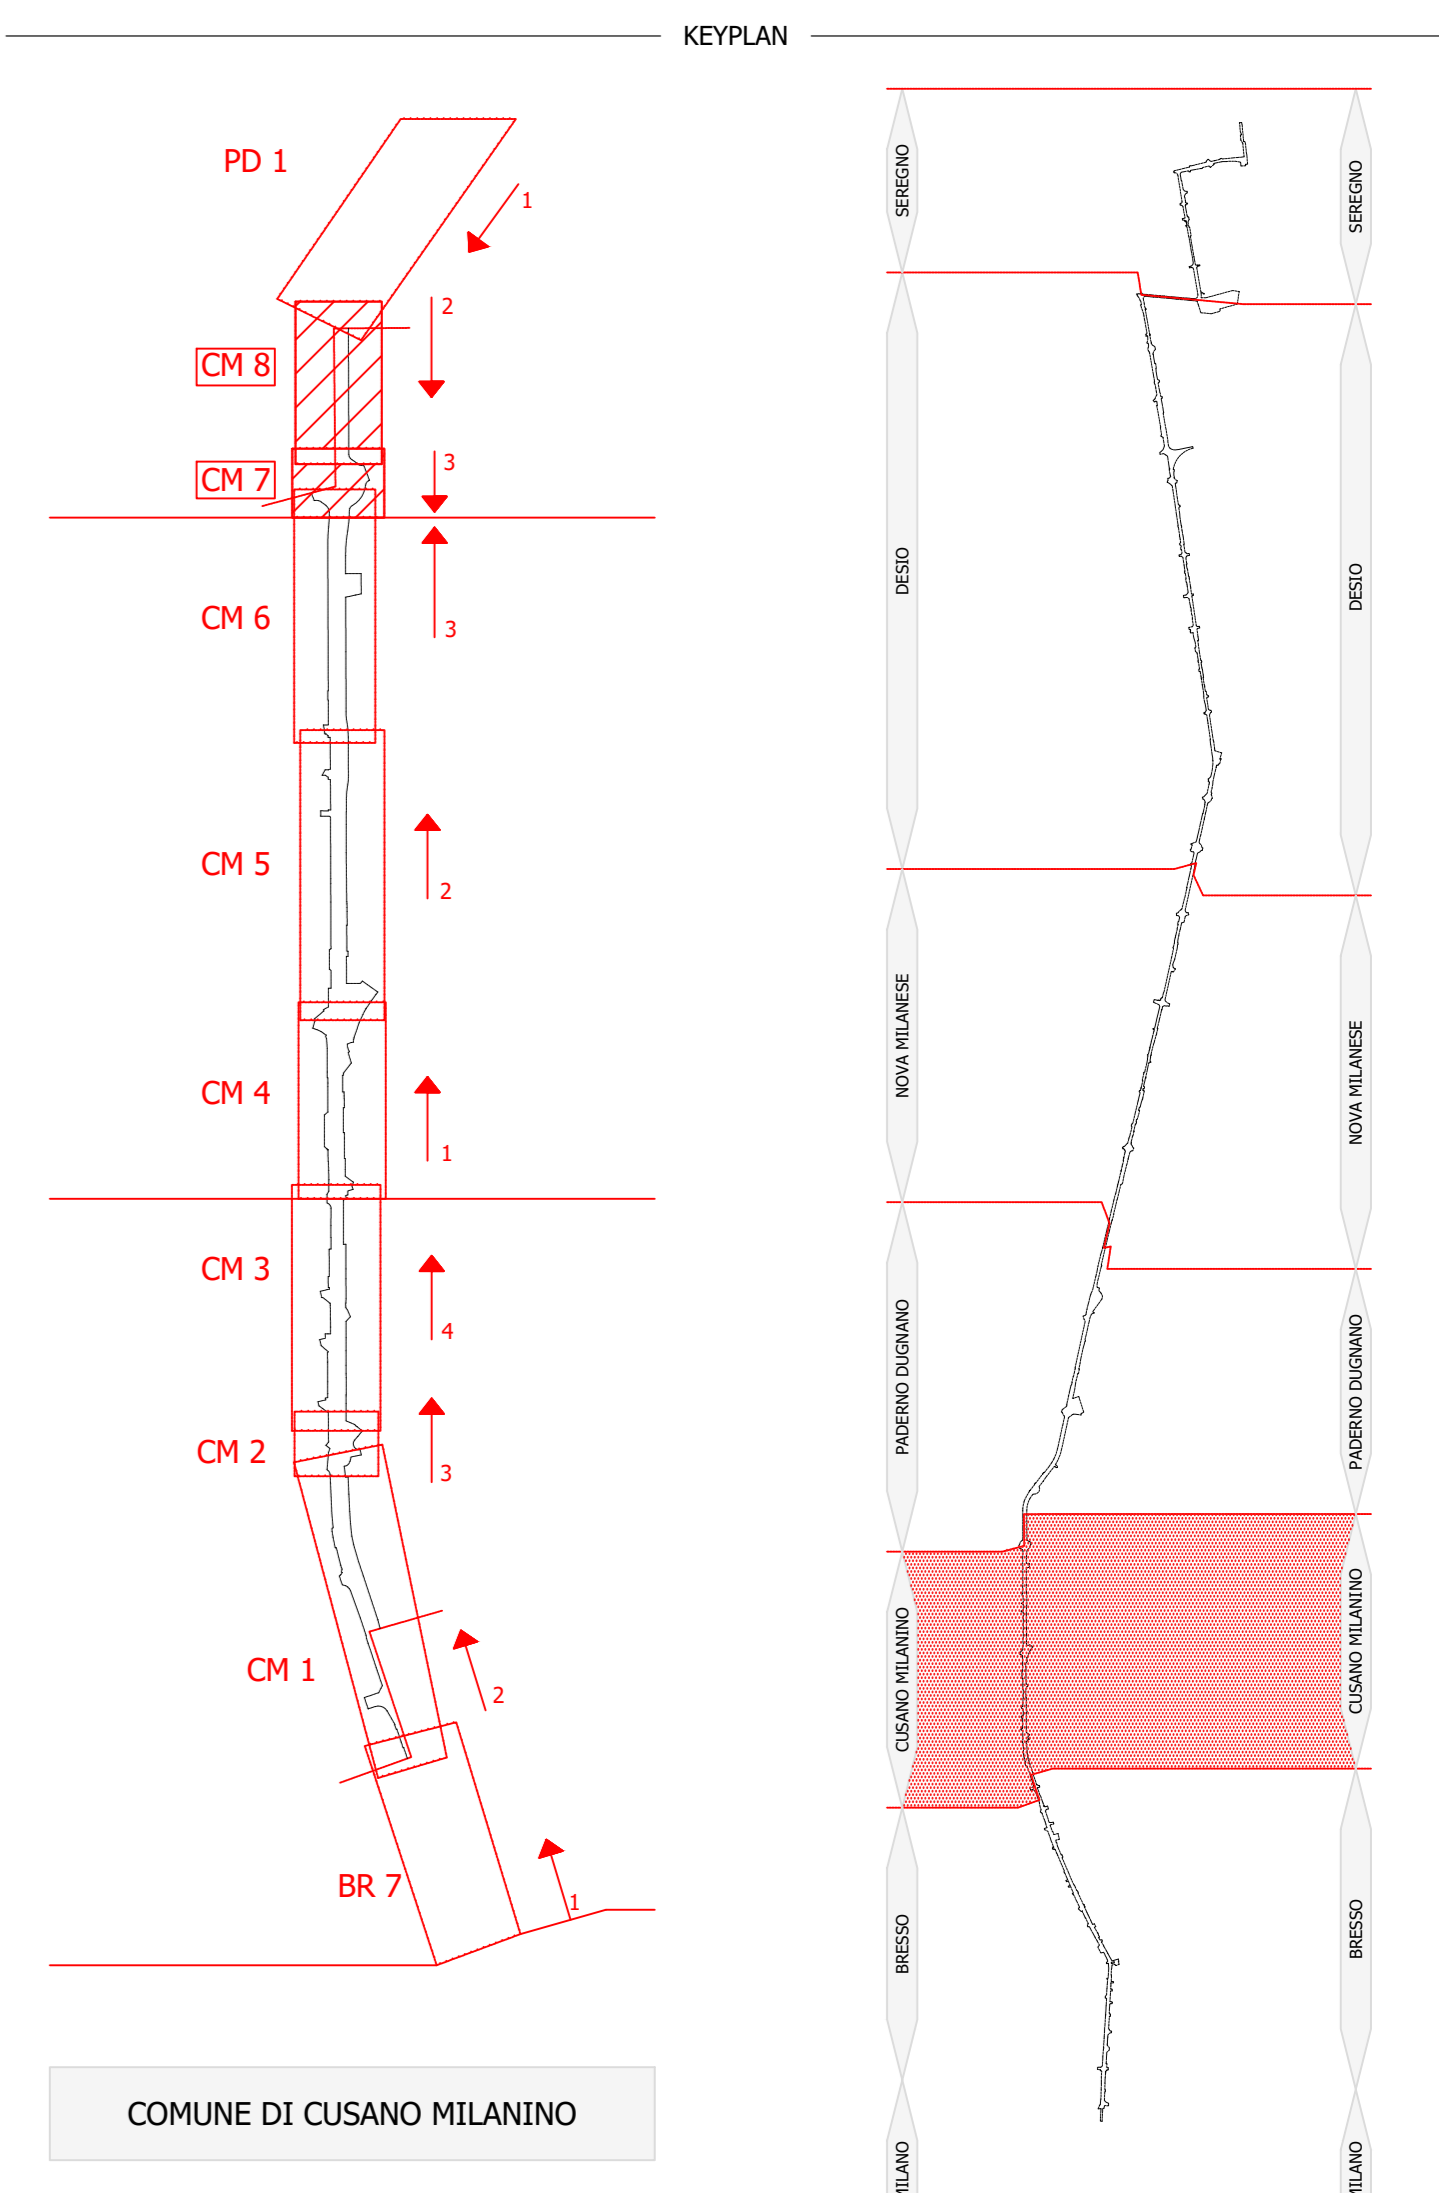 KEYPLAN
PD 1
1
2
CM 8
3
CM 7
CM 6
3
CM 5
2
CM 4
1
CM 3
4
CM 2
3
CM 1
2
BR 7
1
COMUNE DI CUSANO MILANINO
SEREGNO
SEREGNO
DESIO
DESIO
NOVA MILANESE
NOVA MILANESE
PADERNO DUGNANO
PADERNO DUGNANO
CUSANO MILANINO
CUSANO MILANINO
BRESSO
BRESSO
MILANO
MILANO